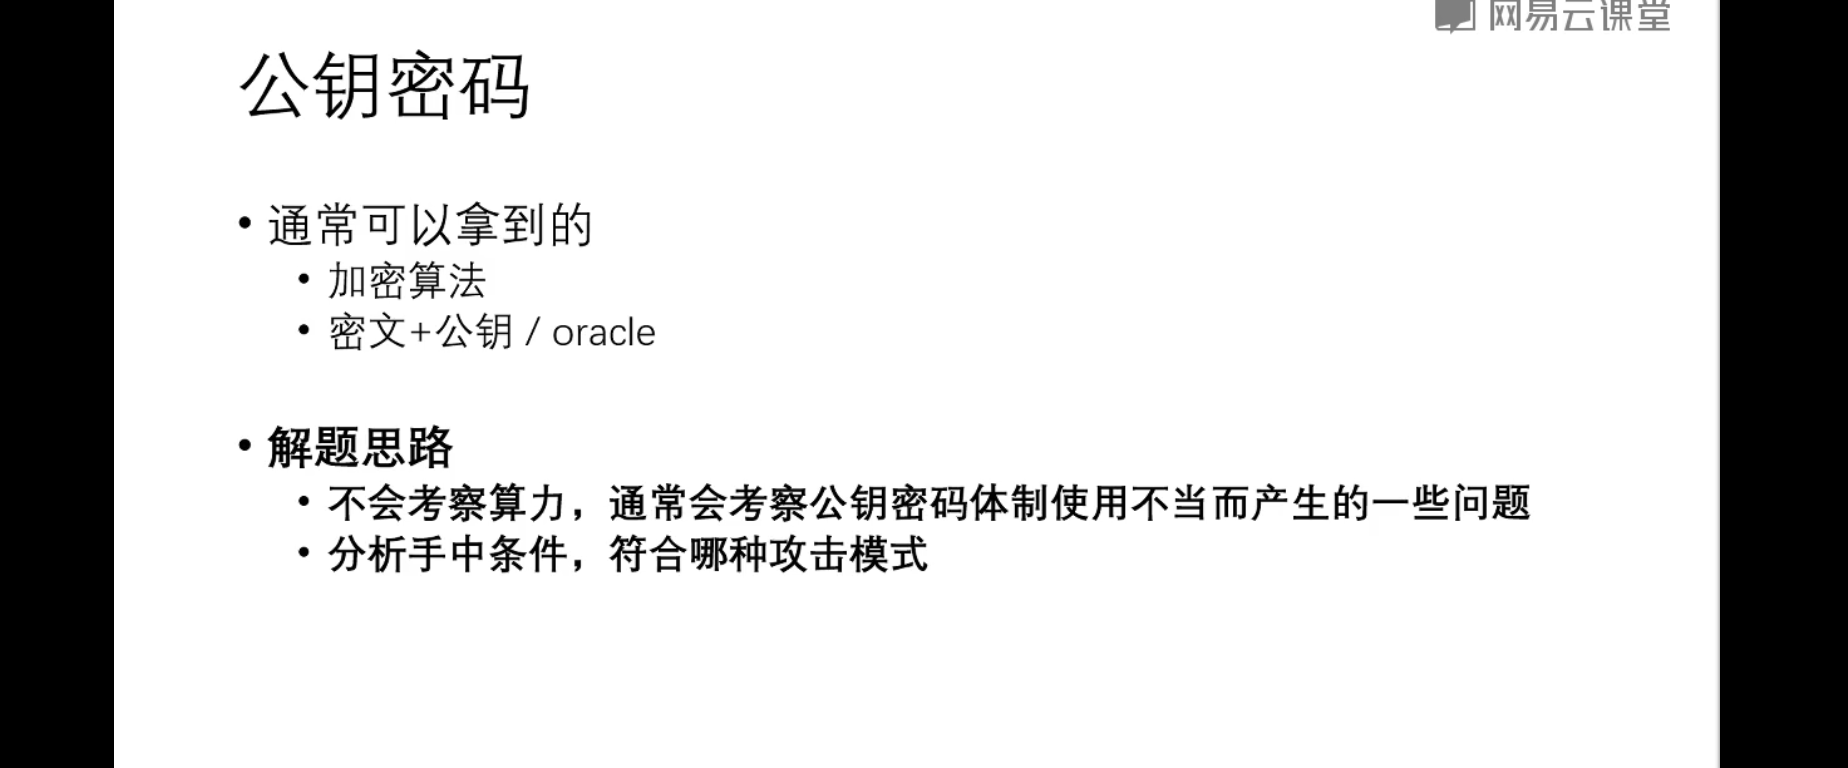 网易云课堂
公钥密码
• 通常可以拿到的
• 加密算法
• 密文+公钥 / oracle
• 解题思路
• 不会考察算力，通常会考察公钥密码体制使用不当而产生的一些问题
• 分析手中条件，符合哪种攻击模式